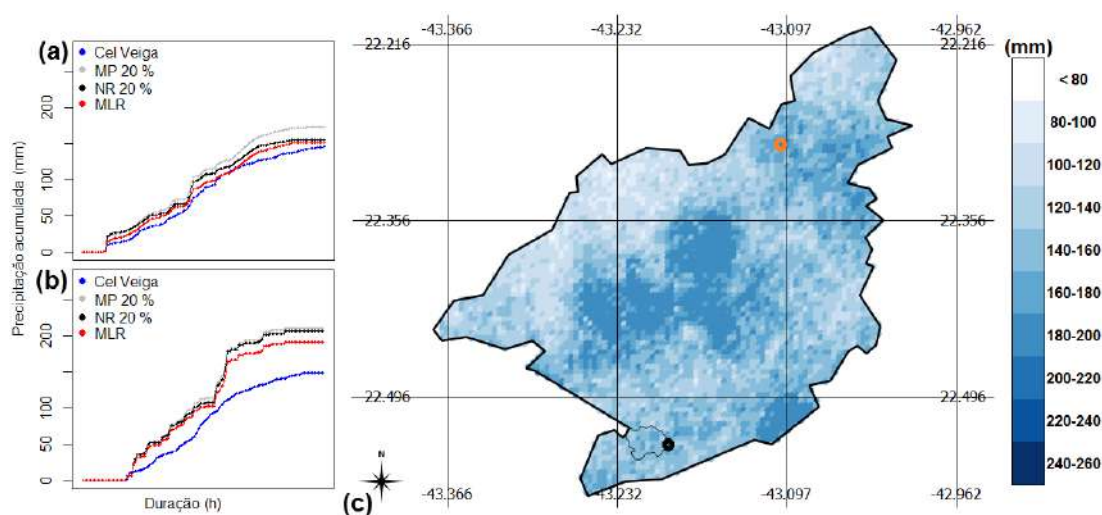 (a)
Cel Veiga
MP 20 %
NR 20 %
MLR
0 50 100 200
(b)
Cel Veiga
MP 20 %
NR 20 %
MLR
0 50 100 200
Precipitação acumulada (mm)
Duração (h)
(c)
N
-43.366 -43.232 -43.097 -42.962
22.216 22.216
22.356 22.356
22.496 22.496
-43.366 -43.232 -43.097 -42.962
(mm)
< 80
80-100
100-120
120-140
140-160
160-180
180-200
200-220
220-240
240-260